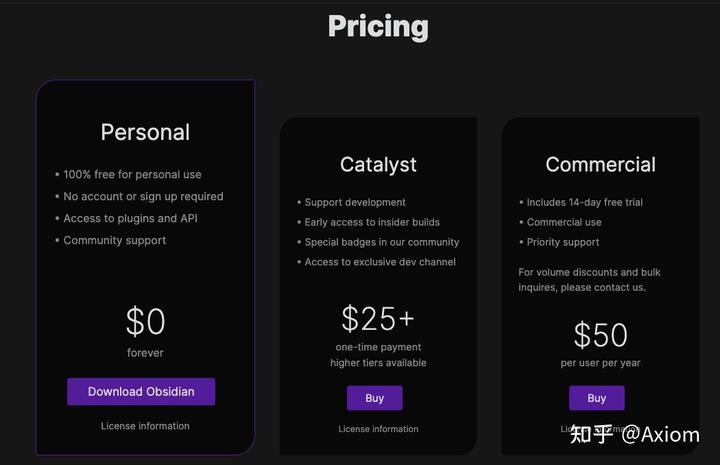 Pricing
Personal
• 100% free for personal use
• No account or sign up required
• Access to plugins and API
• Community support
$0
forever
Download Obsidian
License information
Catalyst
• Support development
• Early access to insider builds
• Special badges in our community
• Access to exclusive dev channel
$25+
one-time payment
higher tiers available
Buy
License information
Commercial
• Includes 14-day free trial
• Commercial use
• Priority support
For volume discounts and bulk
inquires, please contact us.
$50
per user per year
Buy
知乎 @Axiom